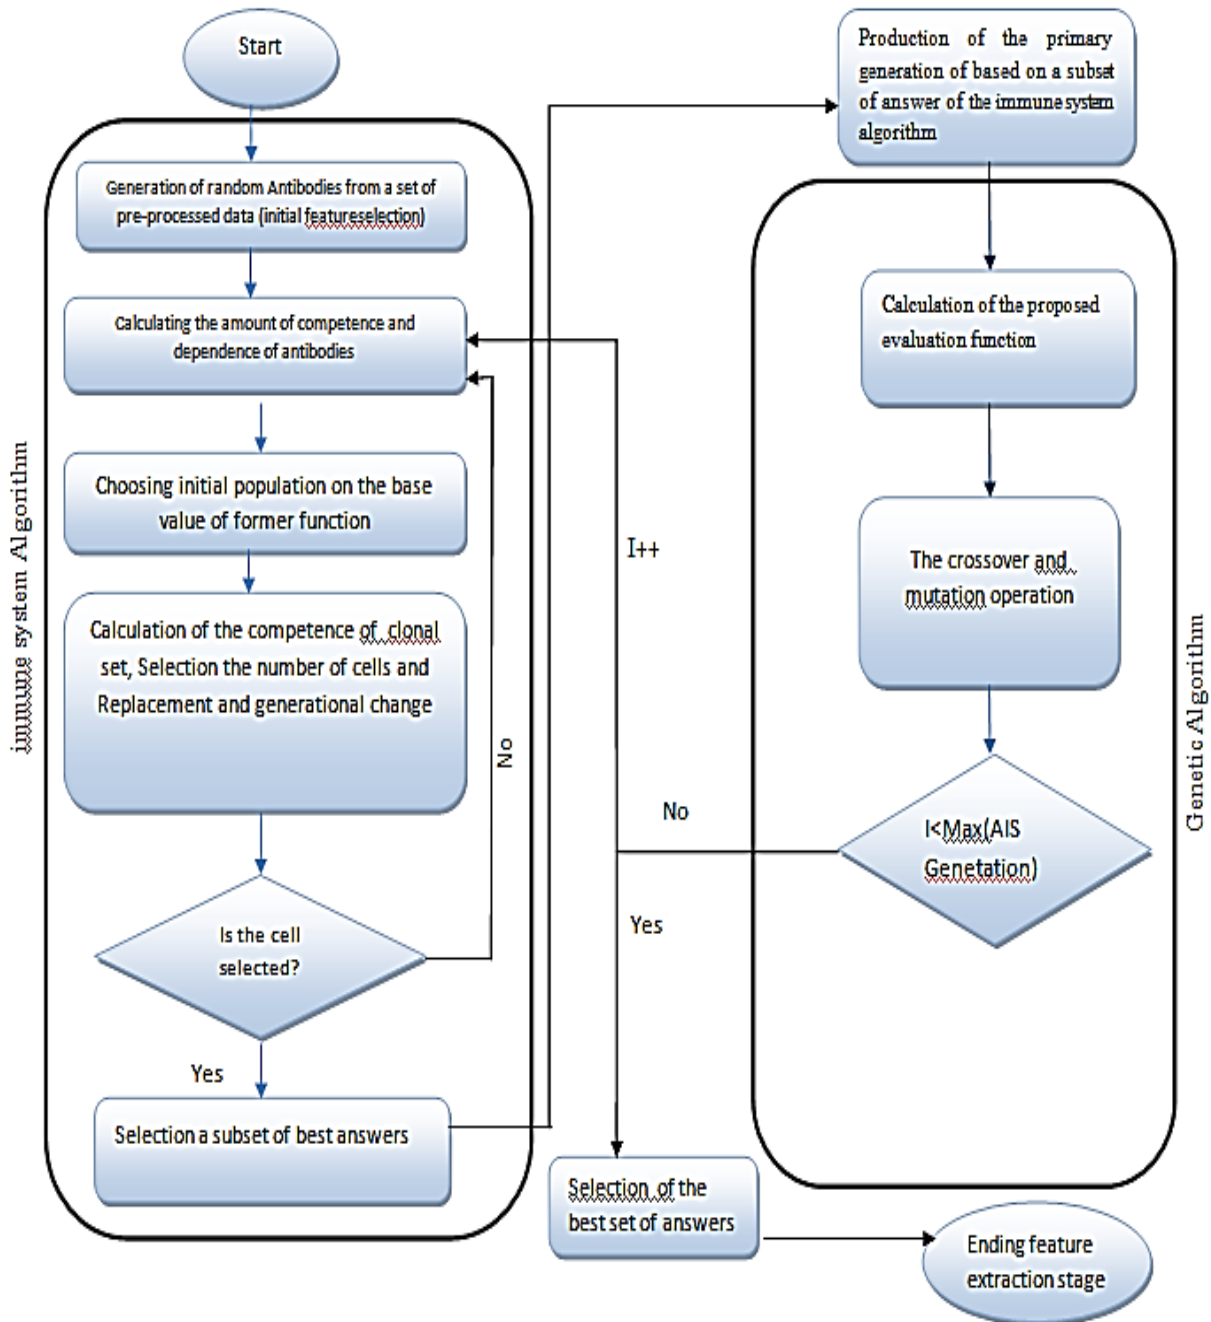 Start
Generation of random Antibodies from a set of
pre-processed data (initial featureselection)
Calculating the amount of competence and
dependence of antibodies
Choosing initial population on the base
value of former function
Calculation of the competence of clonal
set, Selection the number of cells and
Replacement and generational change
Is the cell
selected?
No
Yes
Selection a subset of best answers
immune system Algorithm
Production of the primary
generation of based on a subset
of answer of the immune system
algorithm
Calculation of the proposed
evaluation function
The crossover and
mutation operation
I<Max(AIS
Genetation)
Genetic Algorithm
I++
No
Yes
Selection of the
best set of answers
Ending feature
extraction stage